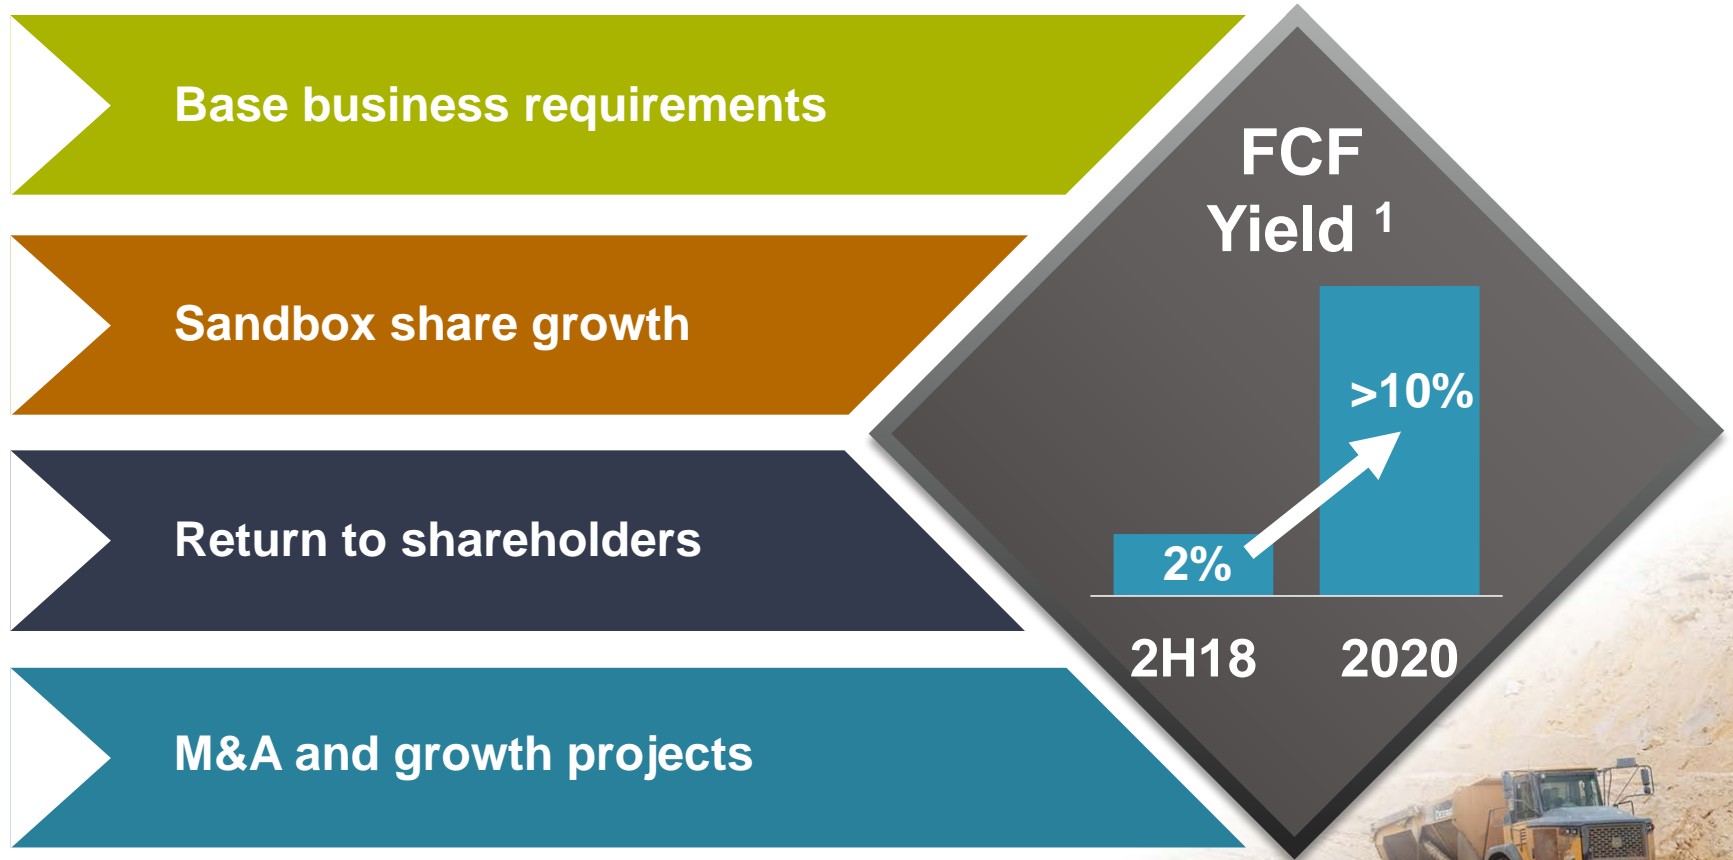 Base business requirements
Sandbox share growth
Return to shareholders
M&A and growth projects
FCF
Yield ¹
>10%
2%
2H18 2020